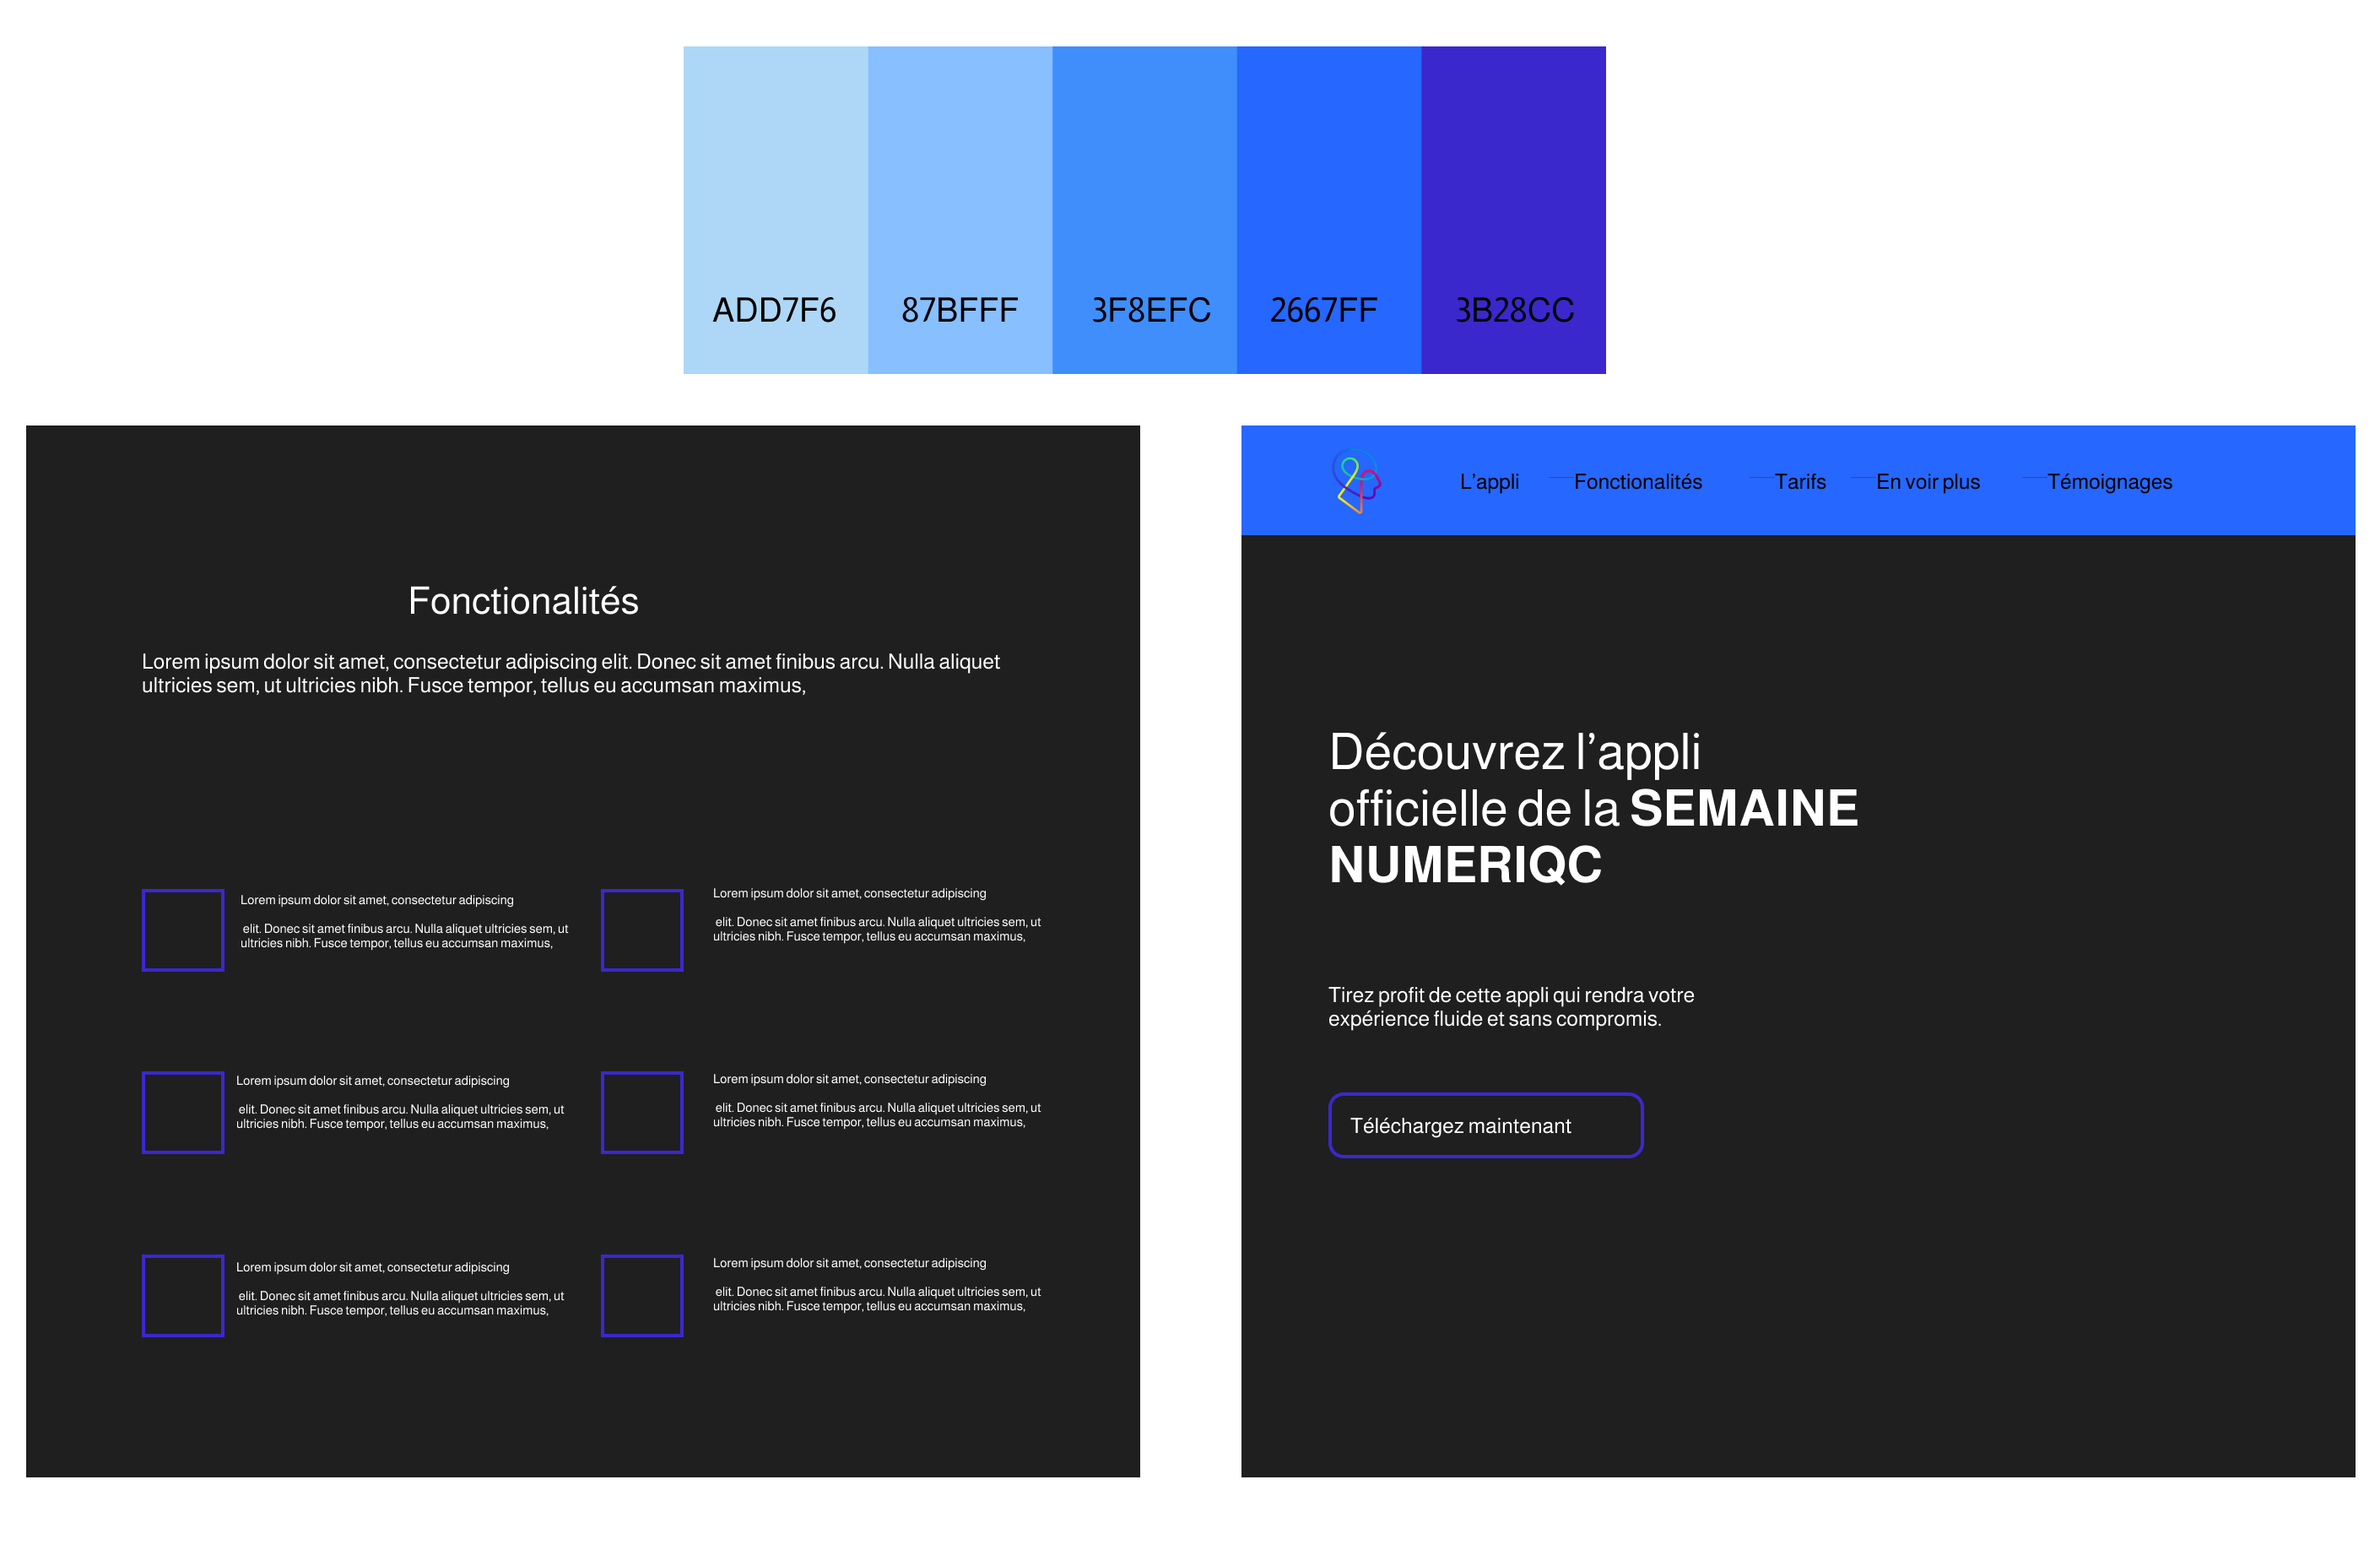 ADD7F6
87BFFF
3F8EFC
2667FF
3B28CC
Fonctionalités
Lorem ipsum dolor sit amet, consectetur adipiscing elit. Donec sit amet finibus arcu. Nulla aliquet
ultricies sem, ut ultricies nibh. Fusce tempor, tellus eu accumsan maximus,
Lorem ipsum dolor sit amet, consectetur adipiscing
elit. Donec sit amet finibus arcu. Nulla aliquet ultricies sem, ut
ultricies nibh. Fusce tempor, tellus eu accumsan maximus,
Lorem ipsum dolor sit amet, consectetur adipiscing
elit. Donec sit amet finibus arcu. Nulla aliquet ultricies sem, ut
ultricies nibh. Fusce tempor, tellus eu accumsan maximus,
Lorem ipsum dolor sit amet, consectetur adipiscing
elit. Donec sit amet finibus arcu. Nulla aliquet ultricies sem, ut
ultricies nibh. Fusce tempor, tellus eu accumsan maximus,
Lorem ipsum dolor sit amet, consectetur adipiscing
elit. Donec sit amet finibus arcu. Nulla aliquet ultricies sem, ut
ultricies nibh. Fusce tempor, tellus eu accumsan maximus,
Lorem ipsum dolor sit amet, consectetur adipiscing
elit. Donec sit amet finibus arcu. Nulla aliquet ultricies sem, ut
ultricies nibh. Fusce tempor, tellus eu accumsan maximus,
Lorem ipsum dolor sit amet, consectetur adipiscing
elit. Donec sit amet finibus arcu. Nulla aliquet ultricies sem, ut
ultricies nibh. Fusce tempor, tellus eu accumsan maximus,
L’appli
Fonctionalités
Tarifs
En voir plus
Témoignages
Découvrez l’appli
officielle de la SEMAINE
NUMERIQC
Tirez profit de cette appli qui rendra votre
expérience fluide et sans compromis.
Téléchargez maintenant